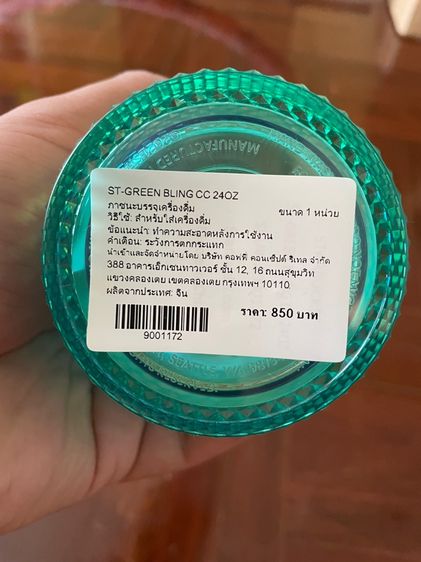 MANUFACTURED
ST-GREEN BLING CC 24OZ
ภาชนะบรรจุเครื่องดื่ม ขนาด 1 หน่วย
วิธีใช้: สำหรับใส่เครื่องดื่ม
ข้อแนะนำ: ทำความสะอาดหลังการใช้งาน
คำเตือน: ระวังการตกกระแทก
นำเข้าและจัดจำหน่ายโดย บริษัท คอฟฟี่ คอนเซ็ปต์ รีเทล จำกัด
388 อาคารเอ็กเชนทาวเวอร์ ชั้น 12, 16 ถนนสุขุมวิท
แขวงคลองเตย เขตคลองเตย กรุงเทพฯ 10110.
ผลิตจากประเทศ: จีน
ราคา: 850 บาท
9001172